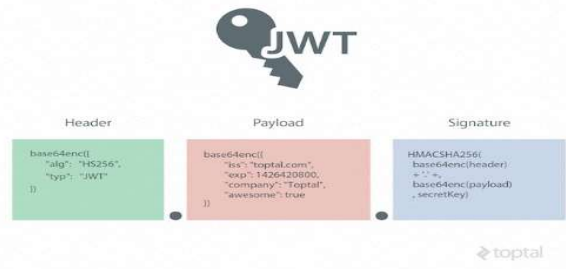 JWT
Header
Payload
Signature
base64enc({
"alg": "HS256",
"typ": "JWT"
})
base64enc({
"iss": "toptal.com",
"exp": 1426420800,
"company": "Toptal",
"awesome": true
})
HMACSHA256(
base64enc(header)
+ '.' +,
base64enc(payload)
, secretKey)
toptal